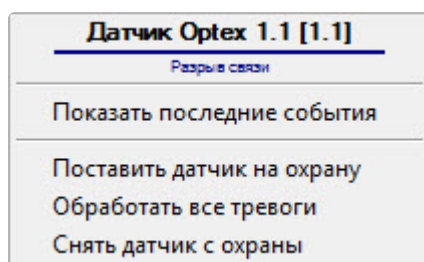 Датчик Optex 1.1 [1.1]
Разрыв связи
Показать последние события
Поставить датчик на охрану
Обработать все тревоги
Снять датчик с охраны